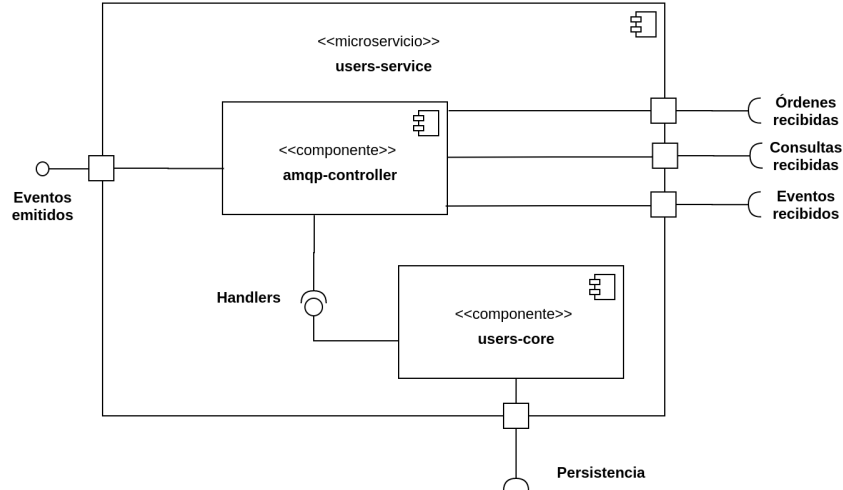 <<microservicio>>
users-service
<<componente>>
amqp-controller
Órdenes
recibidas
Consultas
recibidas
Eventos
recibidos
Eventos
emitidos
Handlers
<<componente>>
users-core
Persistencia